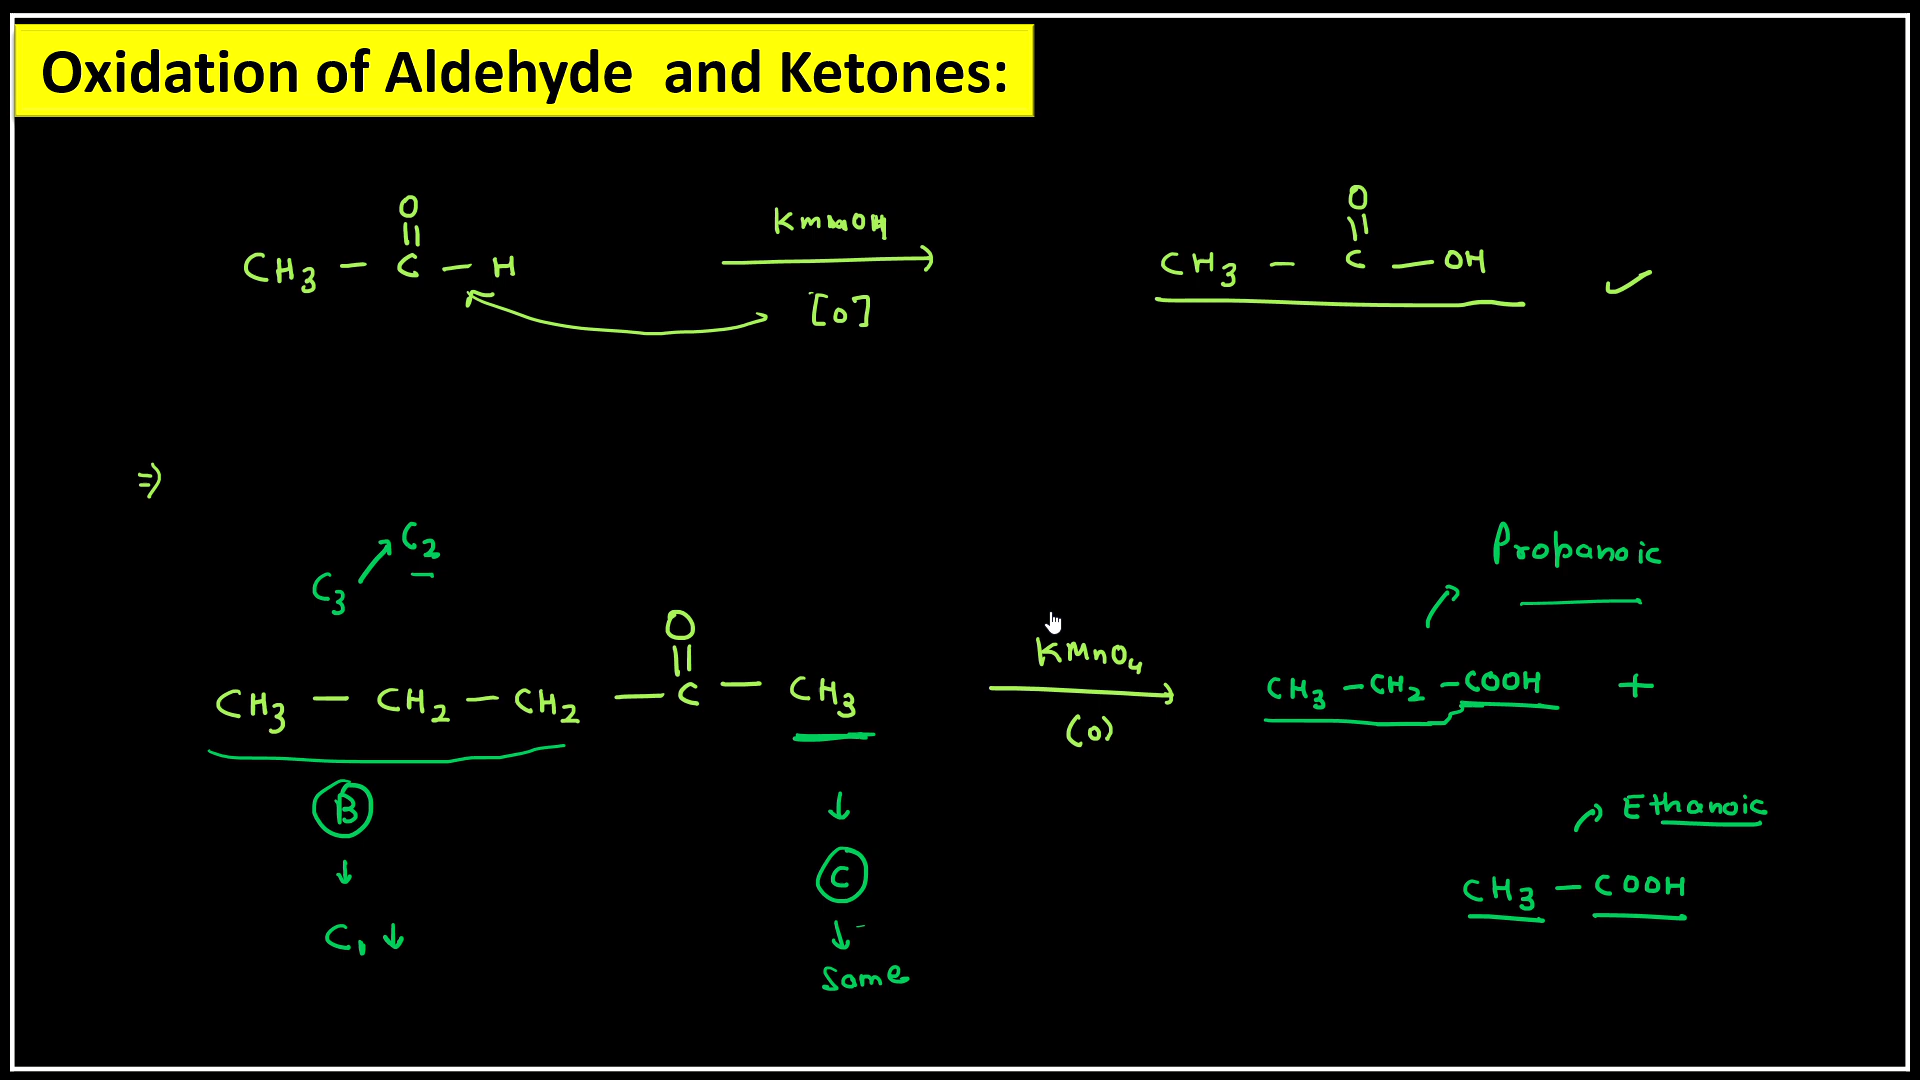 Oxidation of Aldehyde and Ketones:
O
||
CH3 - C - H
KmnOH
[O]
O
||
CH3 - C - OH
⇒
C3 C2
O
||
CH3 - CH2 - CH2 - C - CH3
KMnO4
(O)
Propanoic
CH3 - CH2 - COOH +
B
C1
C
Same
Ethanoic
CH3 - COOH